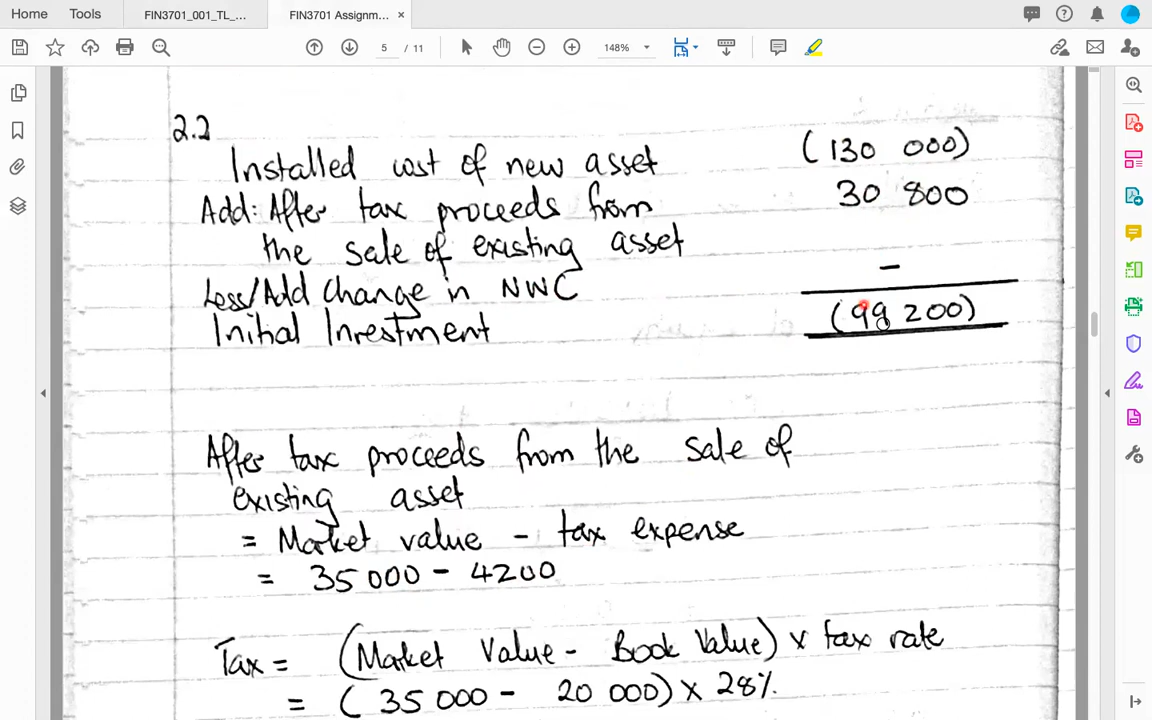 Home Tools FIN3701_001_TL_... FIN3701 Assignm... ×
5 / 11 148%
2.2
Installed cost of new asset (130 000)
Add: After tax proceeds from 30 800
the sale of existing asset
Less/Add Change in NWC -
Initial Investment (99 200)
After tax proceeds from the sale of
existing asset
= Market value - tax expense
= 35 000 - 4200
Tax = (Market Value - Book Value) x tax rate
= (35 000 - 20 000) x 28%